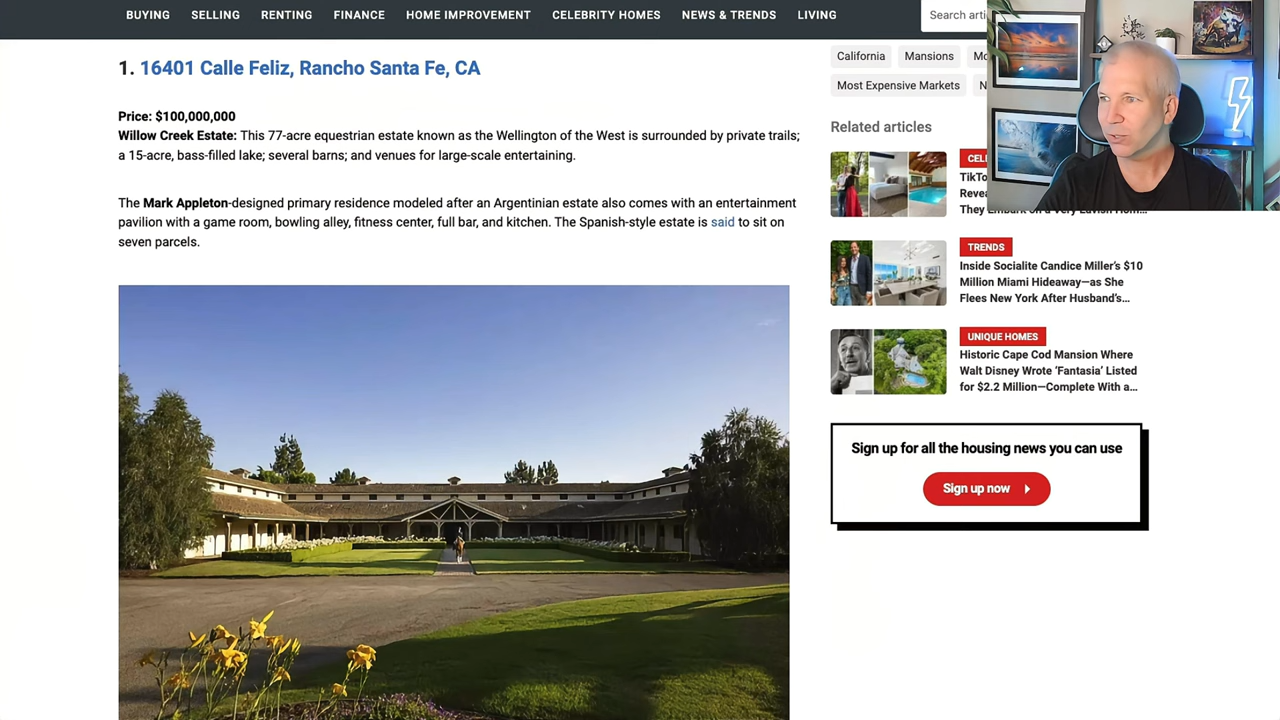 BUYING SELLING RENTING FINANCE HOME IMPROVEMENT CELEBRITY HOMES NEWS & TRENDS LIVING
Search arti
1. 16401 Calle Feliz, Rancho Santa Fe, CA
Price: $100,000,000
Willow Creek Estate: This 77-acre equestrian estate known as the Wellington of the West is surrounded by private trails;
a 15-acre, bass-filled lake; several barns; and venues for large-scale entertaining.
The Mark Appleton-designed primary residence modeled after an Argentinian estate also comes with an entertainment
pavilion with a game room, bowling alley, fitness center, full bar, and kitchen. The Spanish-style estate is said to sit on
seven parcels.
California Mansions Mo
Most Expensive Markets N
Related articles
CEL
TikTo
Revea
They Embark on a Very Lavish Hom...
TRENDS
Inside Socialite Candice Miller's $10
Million Miami Hideaway—as She
Flees New York After Husband's...
UNIQUE HOMES
Historic Cape Cod Mansion Where
Walt Disney Wrote 'Fantasia' Listed
for $2.2 Million—Complete With a...
Sign up for all the housing news you can use
Sign up now